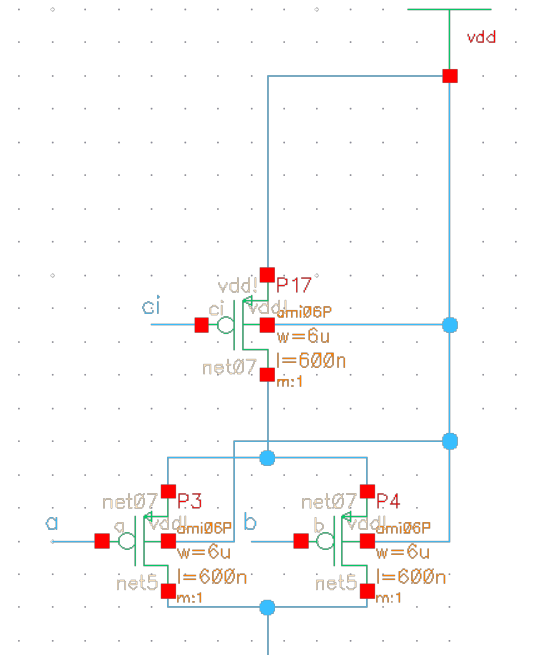 vdd
vdd!
P17
ci
ci
vdd!
ami06P
w=6u
net07
l=600n
m:1
net07
P3
net07
P4
a
a
vdd!
ami06P
b
b
vdd!
ami06P
w=6u
w=6u
net5
l=600n
net5
l=600n
m:1
m:1